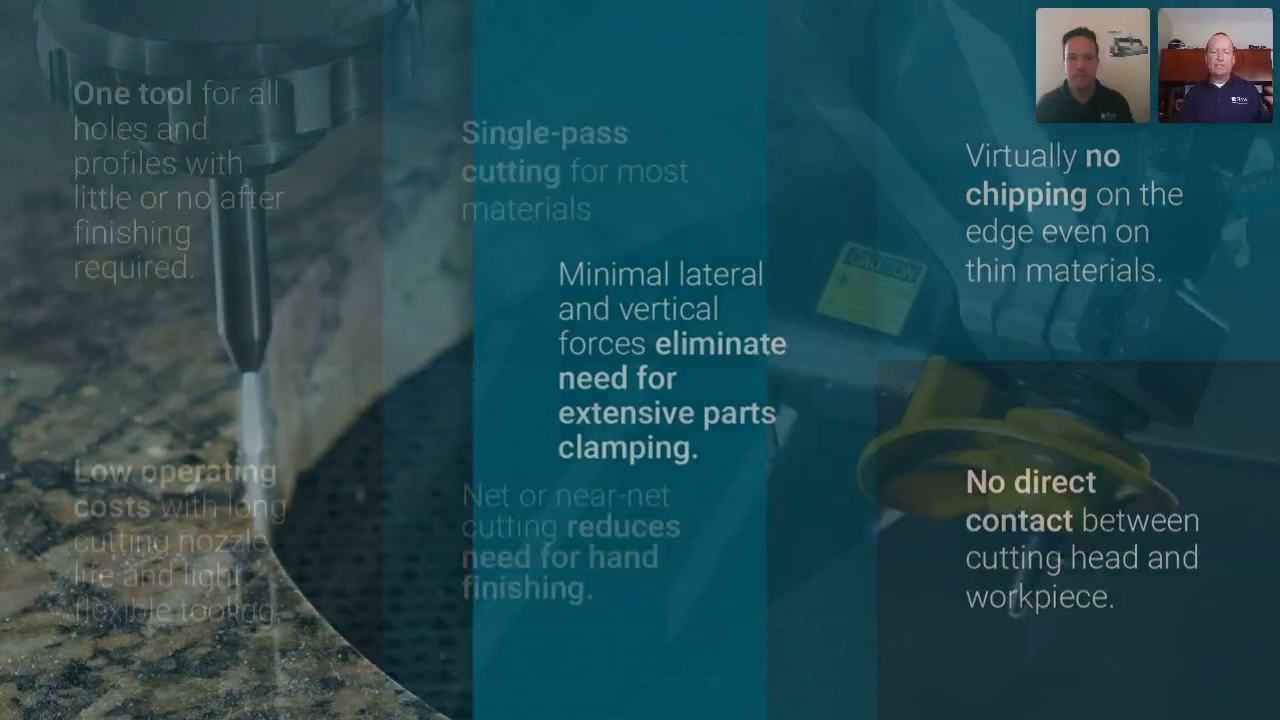 One tool for all
holes and
profiles with
little or no after
finishing
required.
Low operating
costs with long
cutting nozzle
life and light
flexible tooling.
Single-pass
cutting for most
materials
Minimal lateral
and vertical
forces eliminate
need for
extensive parts
clamping.
Net or near-net
cutting reduces
need for hand
finishing.
Virtually no
chipping on the
edge even on
thin materials.
No direct
contact between
cutting head and
workpiece.
CAUTION
Flow